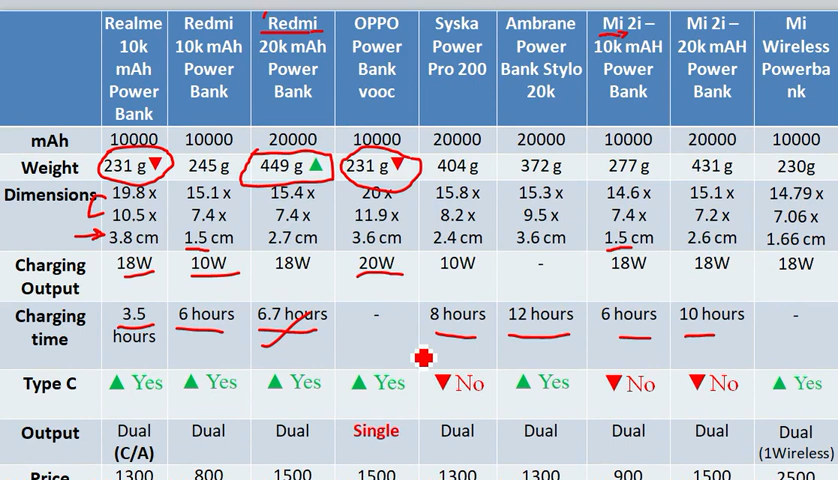 Realme 10k mAh Power Bank
Redmi 10k mAh Power Bank
Redmi 20k mAh Power Bank
OPPO Power Bank vooc
Syska Power Pro 200
Ambrane Power Bank Stylo 20k
Mi 2i – 10k mAH Power Bank
Mi 2i – 20k mAH Power Bank
Mi Wireless Powerba nk
mAh 10000 10000 20000 10000 20000 20000 10000 20000 10000
Weight 231 g 245 g 449 g 231 g 404 g 372 g 277 g 431 g 230g
Dimensions 19.8 x 15.1 x 15.4 x 20 x 15.8 x 15.3 x 14.6 x 15.1 x 14.79 x
10.5 x 7.4 x 7.4 x 11.9 x 8.2 x 9.5 x 7.4 x 7.2 x 7.06 x
3.8 cm 1.5 cm 2.7 cm 3.6 cm 2.4 cm 3.6 cm 1.5 cm 2.6 cm 1.66 cm
Charging 18W 10W 18W 20W 10W - 18W 18W 18W
Output
Charging 3.5 6 hours 6.7 hours - 8 hours 12 hours 6 hours 10 hours -
time hours
Type C Yes Yes Yes Yes No Yes No No Yes
Output Dual Dual Dual Single Dual Dual Dual Dual Dual
(C/A) (1Wireless)
Price 1300 800 1500 1500 1300 1300 900 1500 2500